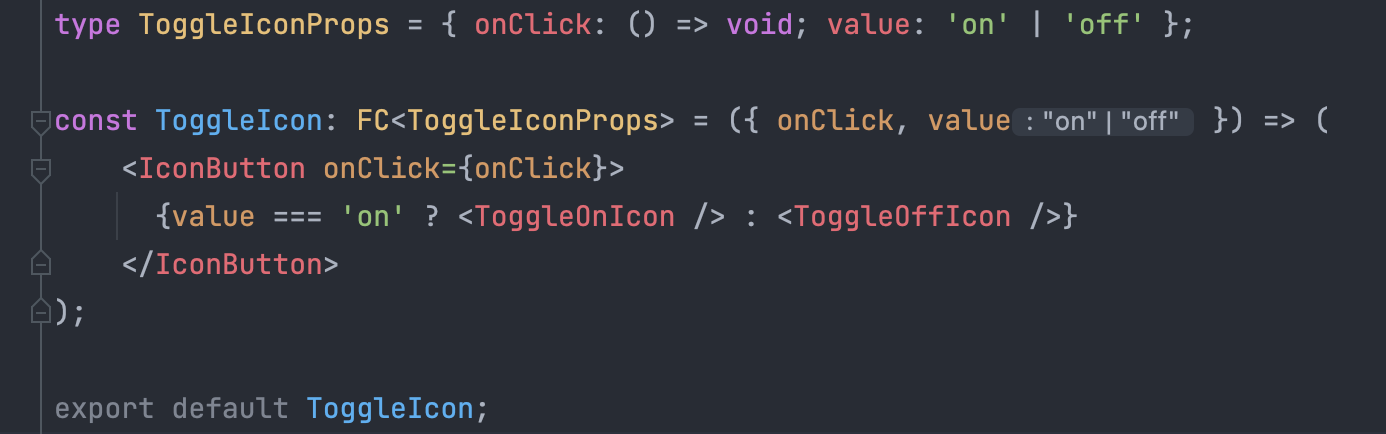 type ToggleIconProps = { onClick: () => void; value: 'on' | 'off' };
const ToggleIcon: FC<ToggleIconProps> = ({ onClick, value : "on" | "off" }) => (
<IconButton onClick={onClick}>
{value === 'on' ? <ToggleOnIcon /> : <ToggleOffIcon />}
</IconButton>
);
export default ToggleIcon;